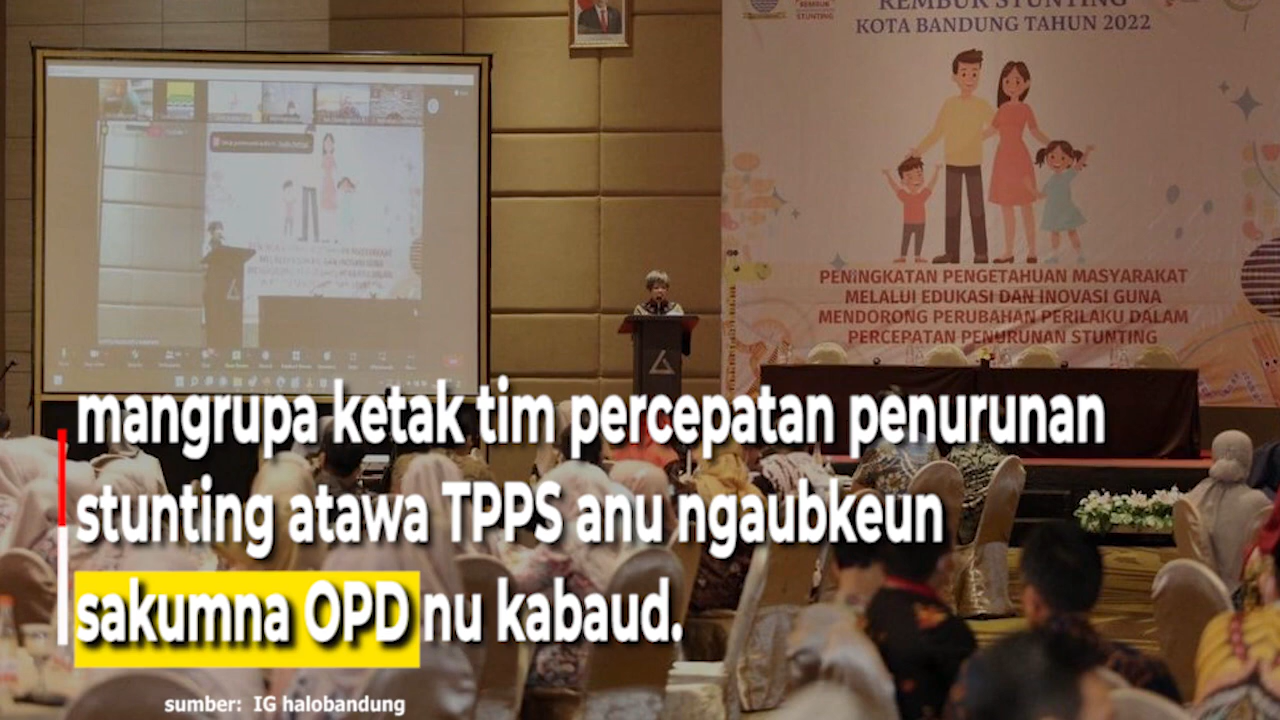 REMBUK STUNTING
REMBUK STUNTING
KOTA BANDUNG TAHUN 2022
PENINGKATAN PENGETAHUAN MASYARAKAT
MELALUI EDUKASI DAN INOVASI GUNA
MENDORONG PERUBAHAN PERILAKU DALAM
PERCEPATAN PENURUNAN STUNTING
mangrupa ketak tim percepatan penurunan
stunting atawa TPPS anu ngaubkeun
sakumna OPD nu kabaud.
sumber: IG halobandung